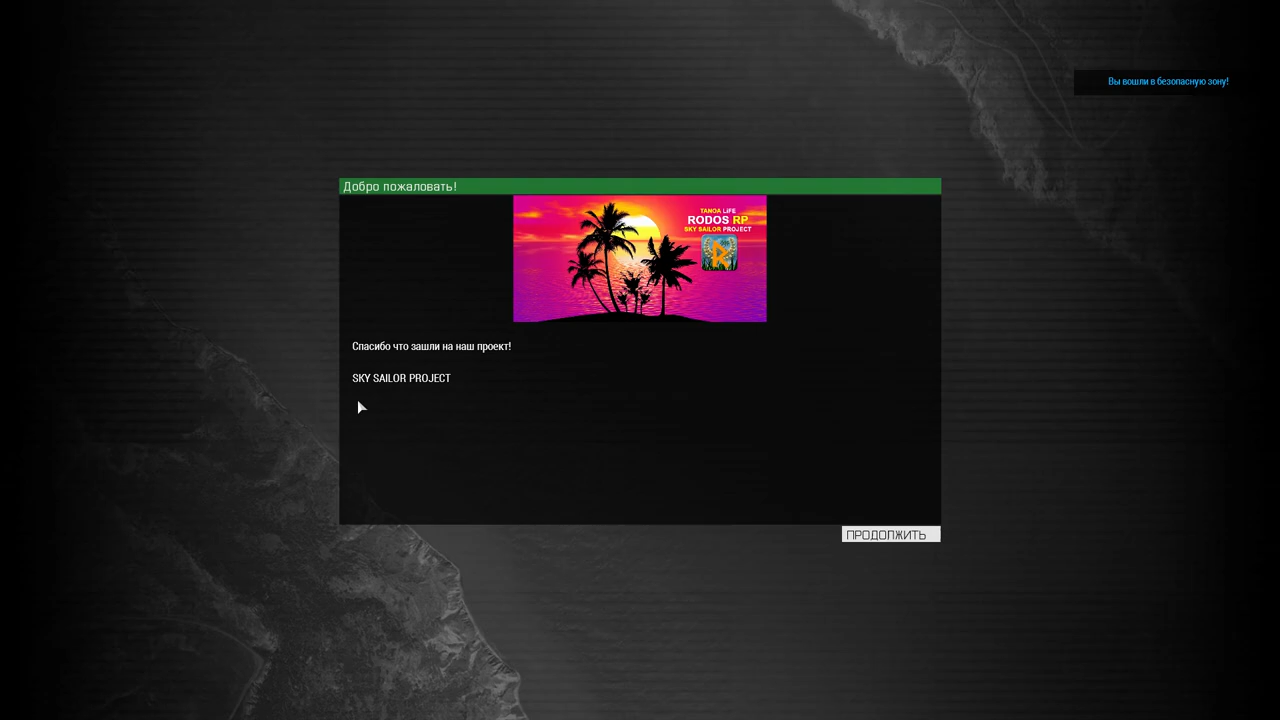 Вы вошли в безопасную зону!
Добро пожаловать!
TANOA LIFE
RODOS RP
SKY SAILOR PROJECT
R
Спасибо что зашли на наш проект!
SKY SAILOR PROJECT
ПРОДОЛЖИТЬ